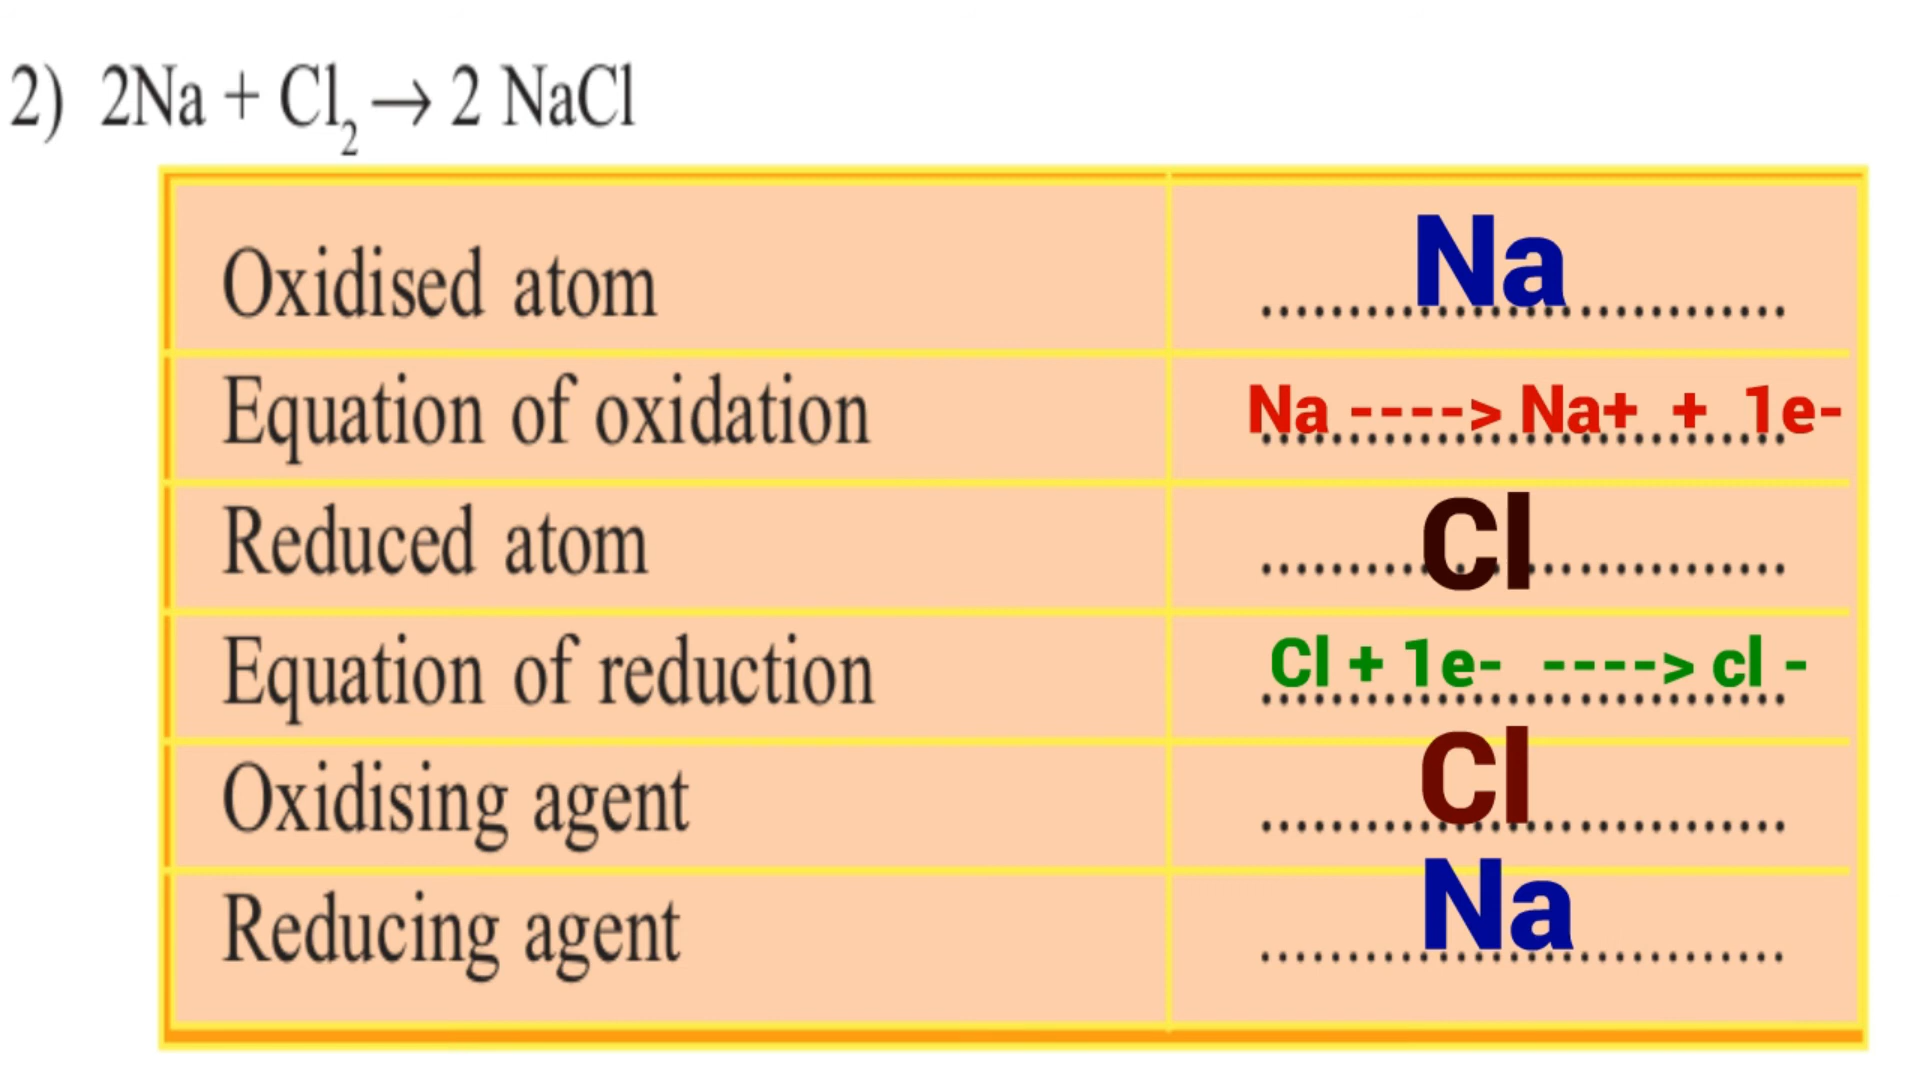 2) 2Na + Cl₂ → 2 NaCl
Oxidised atom ..............Na..............
Equation of oxidation Na ----> Na+ + 1e-
Reduced atom ..............Cl..............
Equation of reduction Cl + 1e- ----> cl -
Oxidising agent ..............Cl..............
Reducing agent ..............Na..............